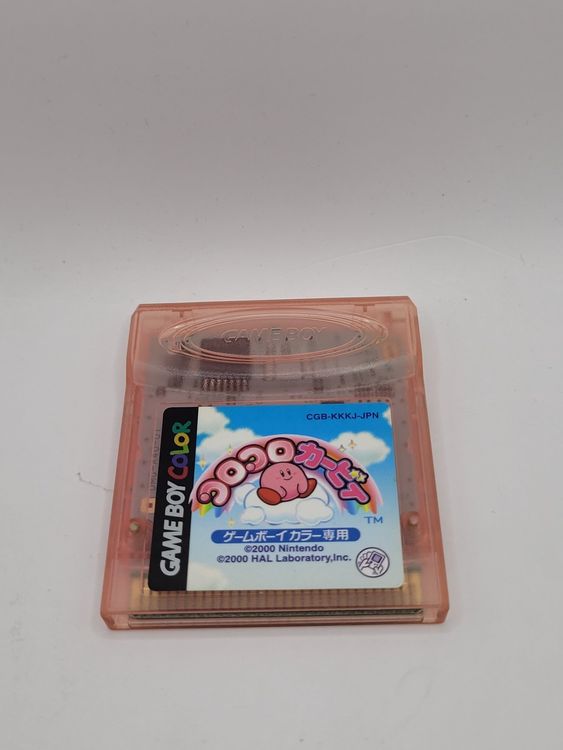 GAME BOY
GAME BOY COLOR
CGB-KKKJ-JPN
コロコロカービィ
TM
ゲームボーイカラー専用
©2000 Nintendo
©2000 HAL Laboratory,Inc.